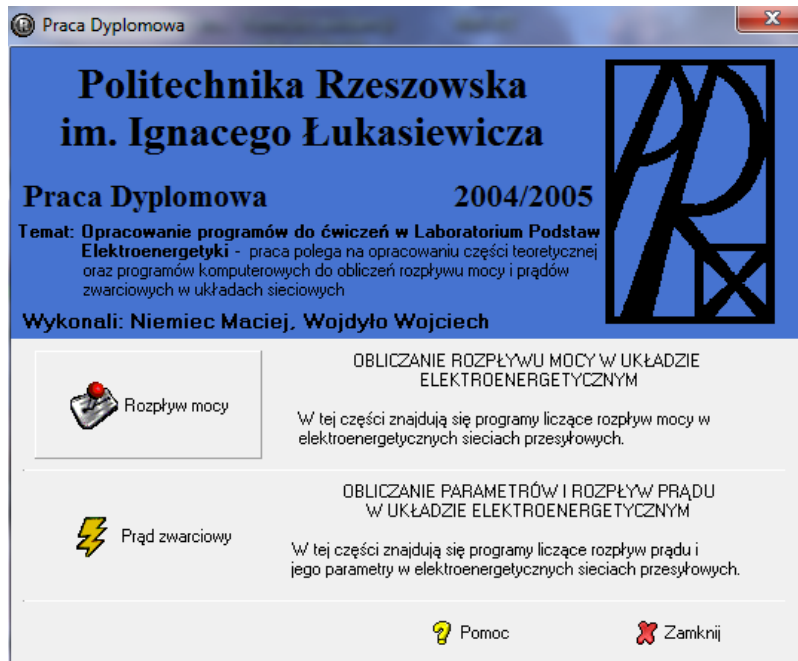 Praca Dyplomowa
Politechnika Rzeszowska
im. Ignacego Łukasiewicza
Praca Dyplomowa 2004/2005
Temat: Opracowanie programów do ćwiczeń w Laboratorium Podstaw
Elektroenergetyki - praca polega na opracowaniu części teoretycznej
oraz programów komputerowych do obliczeń rozpływu mocy i prądów
zwarciowych w układach sieciowych
Wykonali: Niemiec Maciej, Wojdyło Wojciech
Rozpływ mocy
OBLICZANIE ROZPŁYWU MOCY W UKŁADZIE
ELEKTROENERGETYCZNYM
W tej części znajdują się programy liczące rozpływ mocy w
elektroenergetycznych sieciach przesyłowych.
Prąd zwarciowy
OBLICZANIE PARAMETRÓW I ROZPŁYW PRĄDU
W UKŁADZIE ELEKTROENERGETYCZNYM
W tej części znajdują się programy liczące rozpływ prądu i
jego parametry w elektroenergetycznych sieciach przesyłowych.
Pomoc
Zamknij